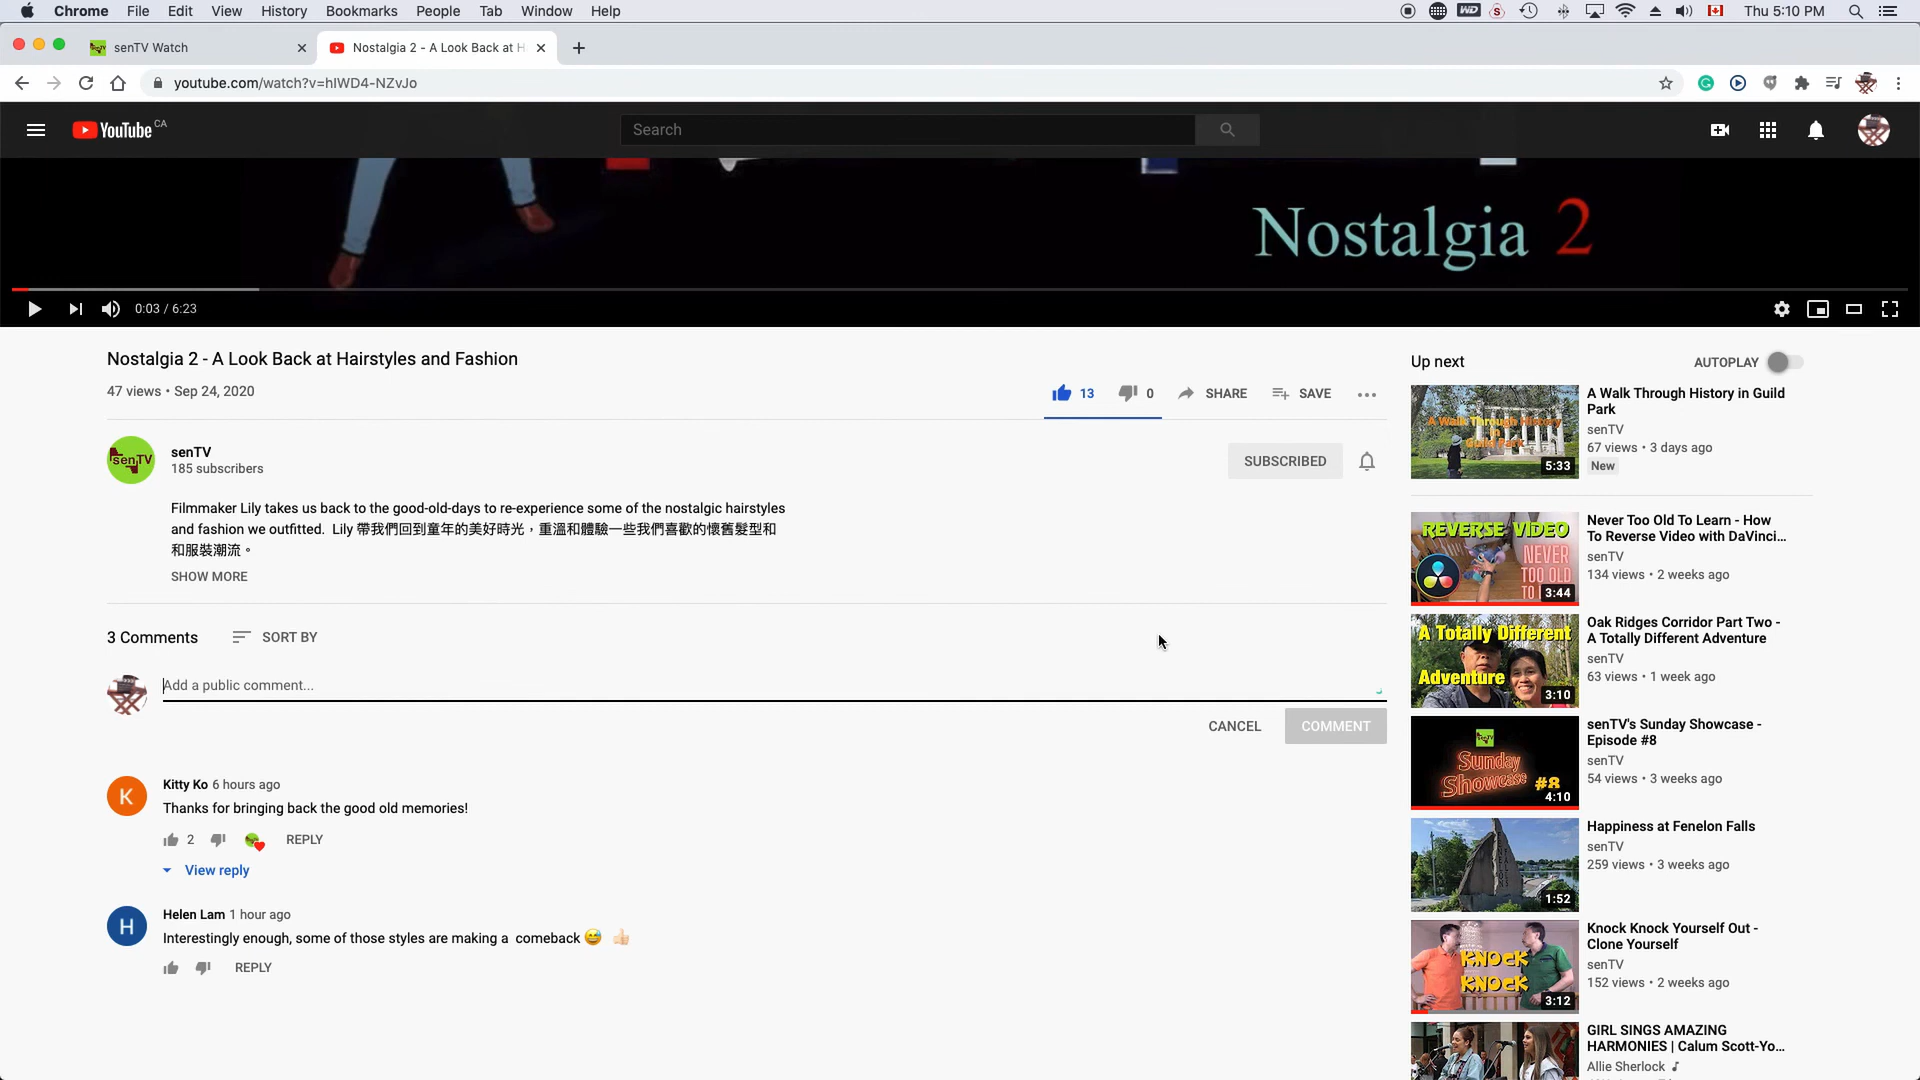 Chrome File Edit View History Bookmarks People Tab Window Help
WD S Thu 5:10 PM
senTV Watch
Nostalgia 2 - A Look Back at H
youtube.com/watch?v=hIWD4-NZvJo
YouTube CA
Search
Nostalgia 2
0:03 / 6:23
Nostalgia 2 - A Look Back at Hairstyles and Fashion
47 views • Sep 24, 2020
13 0 SHARE SAVE
senTV
senTV
185 subscribers
SUBSCRIBED
Filmmaker Lily takes us back to the good-old-days to re-experience some of the nostalgic hairstyles
and fashion we outfitted. Lily 帶我們回到童年的美好時光，重溫和體驗一些我們喜歡的懷舊髮型和
和服裝潮流。
SHOW MORE
3 Comments SORT BY
Add a public comment...
CANCEL COMMENT
K
Kitty Ko 6 hours ago
Thanks for bringing back the good old memories!
2 REPLY
View reply
H
Helen Lam 1 hour ago
Interestingly enough, some of those styles are making a comeback
REPLY
Up next AUTOPLAY
A Walk Through History
in
Guild Park
5:33
A Walk Through History in Guild
Park
senTV
67 views • 3 days ago
New
REVERSE VIDEO
NEVER
TOO OLD
TO
3:44
Never Too Old To Learn - How
To Reverse Video with DaVinci...
senTV
134 views • 2 weeks ago
A Totally Different
Adventure
3:10
Oak Ridges Corridor Part Two -
A Totally Different Adventure
senTV
63 views • 1 week ago
Sunday
Showcase #8
4:10
senTV's Sunday Showcase -
Episode #8
senTV
54 views • 3 weeks ago
1:52
Happiness at Fenelon Falls
senTV
259 views • 3 weeks ago
KNOCK
KNOCK
3:12
Knock Knock Yourself Out -
Clone Yourself
senTV
152 views • 2 weeks ago
GIRL SINGS AMAZING
HARMONIES | Calum Scott-Yo...
Allie Sherlock